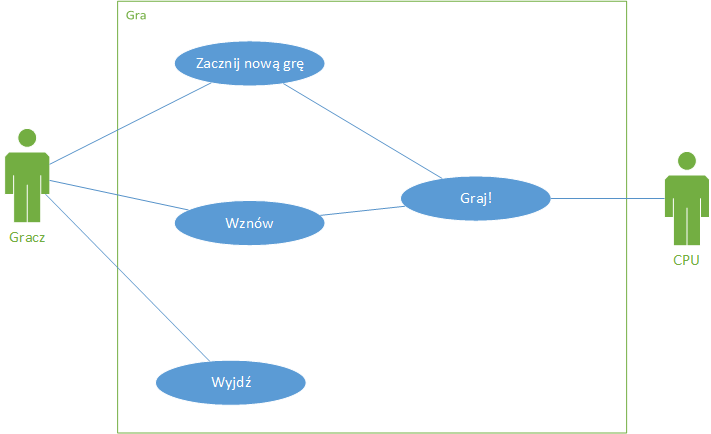 Gra
Zacznij nową grę
Graj!
Wznów
Gracz
CPU
Wyjdź